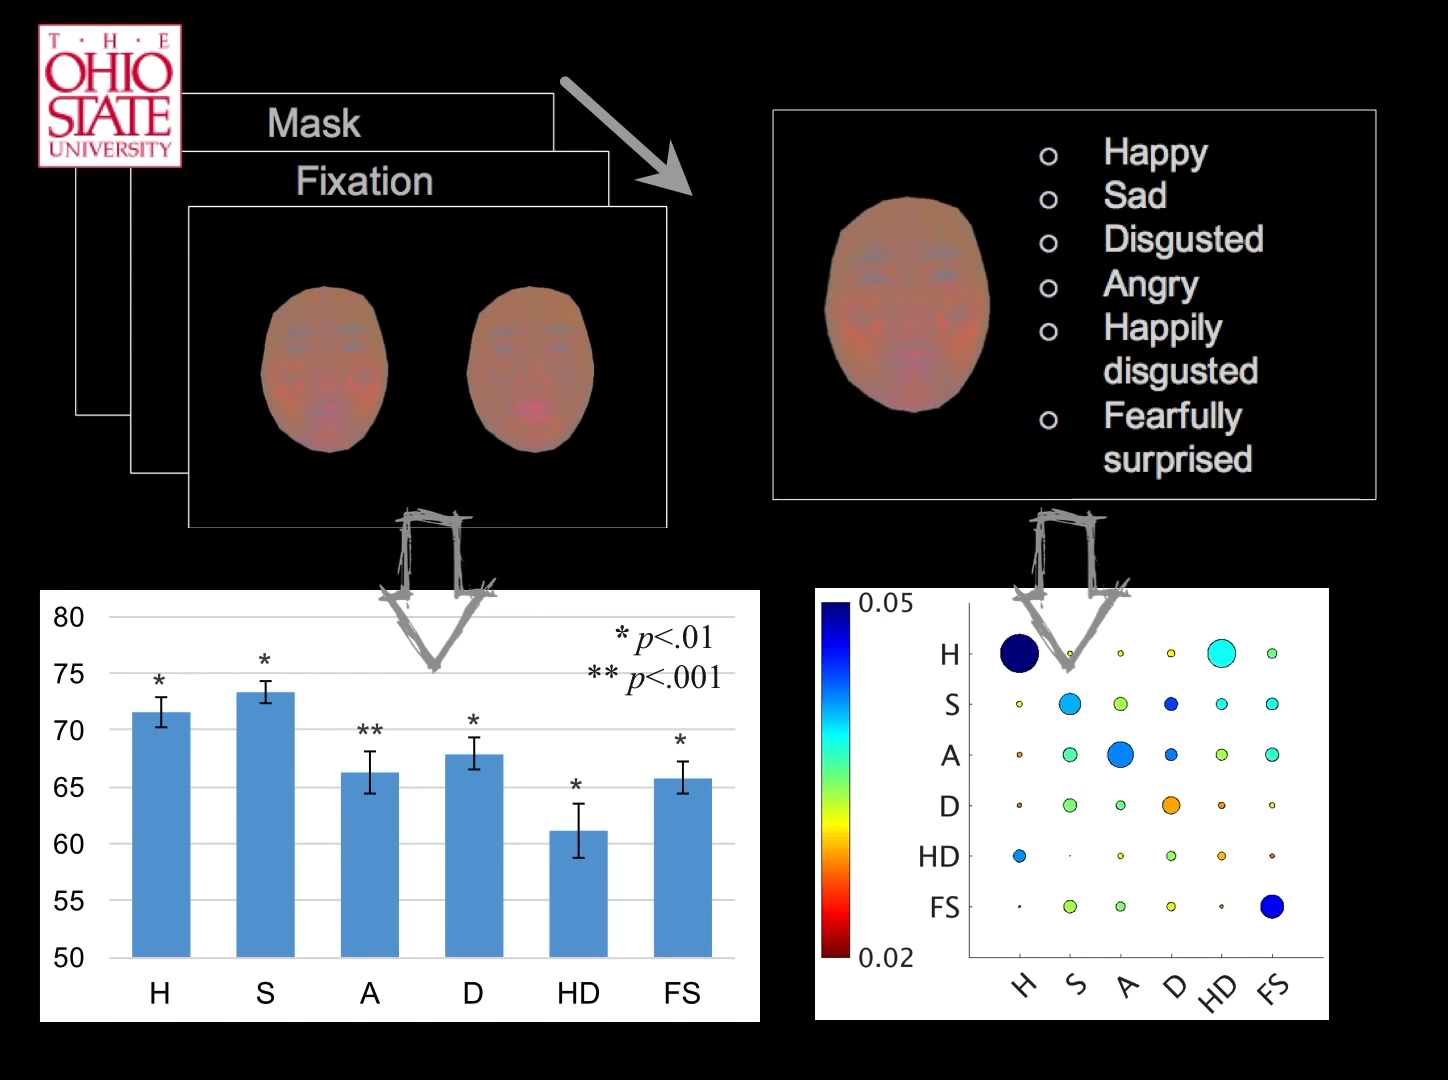 T · H · E
OHIO
STATE
UNIVERSITY
Mask
Fixation
Happy
Sad
Disgusted
Angry
Happily
disgusted
Fearfully
surprised
80
75
70
65
60
55
50
* p<.01
** p<.001
*
*
**
*
*
*
H
S
A
D
HD
FS
0.05
0.02
H
S
A
D
HD
FS
H
S
A
D
HD
FS